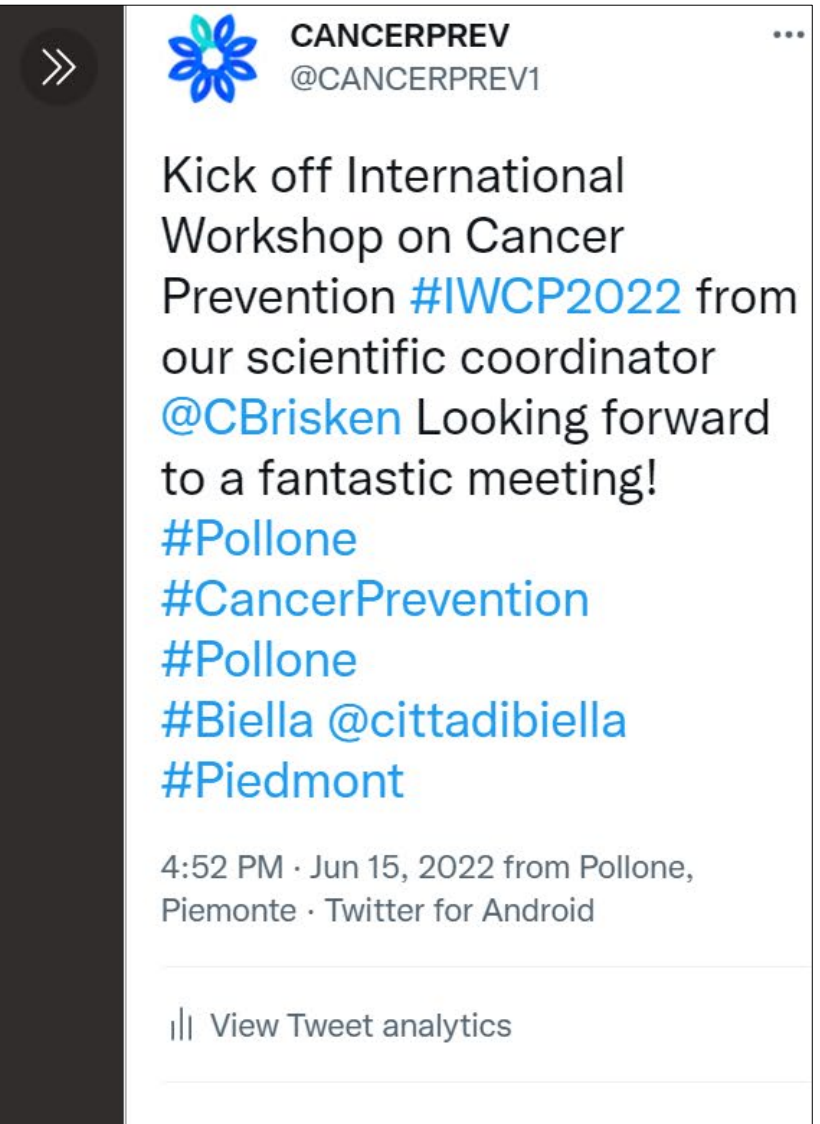 CANCERPREV
@CANCERPREV1
Kick off International
Workshop on Cancer
Prevention #IWCP2022 from
our scientific coordinator
@CBrisken Looking forward
to a fantastic meeting!
#Pollone
#CancerPrevention
#Pollone
#Biella @cittadibiella
#Piedmont
4:52 PM · Jun 15, 2022 from Pollone,
Piemonte · Twitter for Android
View Tweet analytics